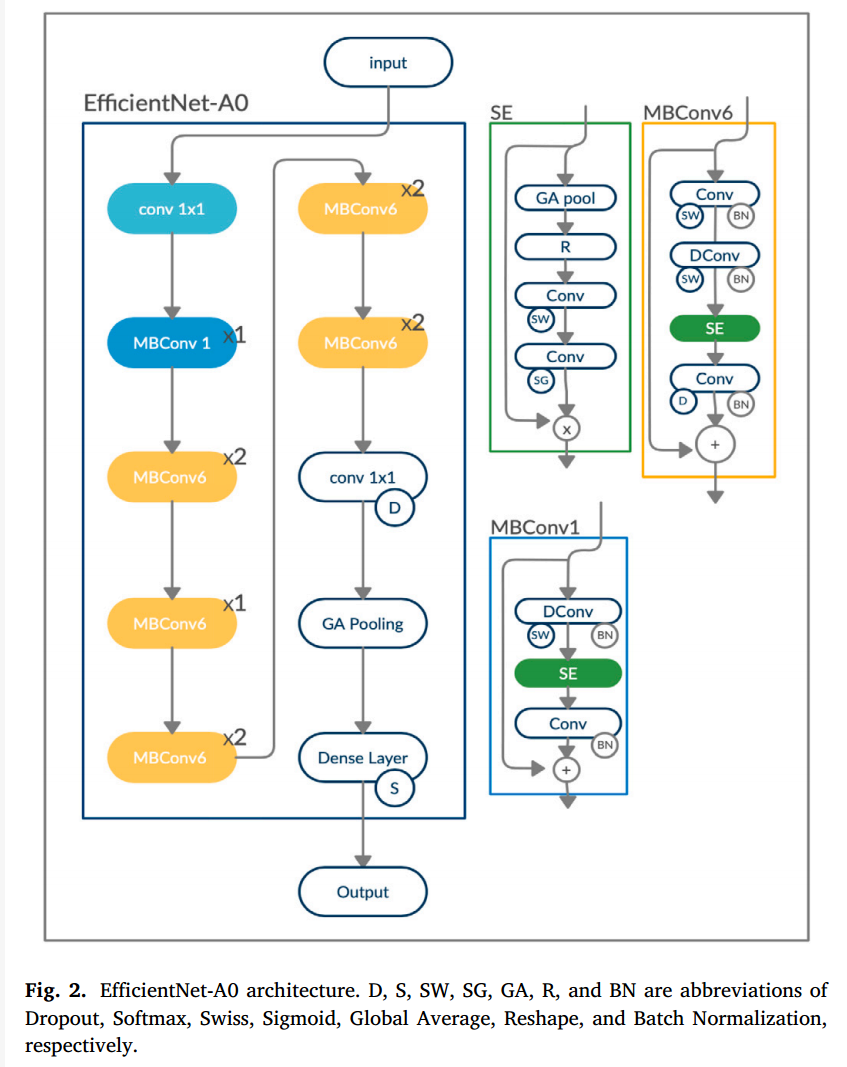 input
EfficientNet-A0
conv 1x1
MBConv 1 x1
MBConv6 x2
MBConv6 x1
MBConv6 x2
MBConv6 x2
MBConv6 x2
conv 1x1
D
GA Pooling
Dense Layer
S
Output
SE
GA pool
R
Conv
SW
Conv
SG
x
MBConv6
Conv
SW BN
DConv
SW BN
SE
Conv
D BN
+
MBConv1
DConv
SW BN
SE
Conv
BN
+
Fig. 2. EfficientNet-A0 architecture. D, S, SW, SG, GA, R, and BN are abbreviations of
Dropout, Softmax, Swiss, Sigmoid, Global Average, Reshape, and Batch Normalization,
respectively.